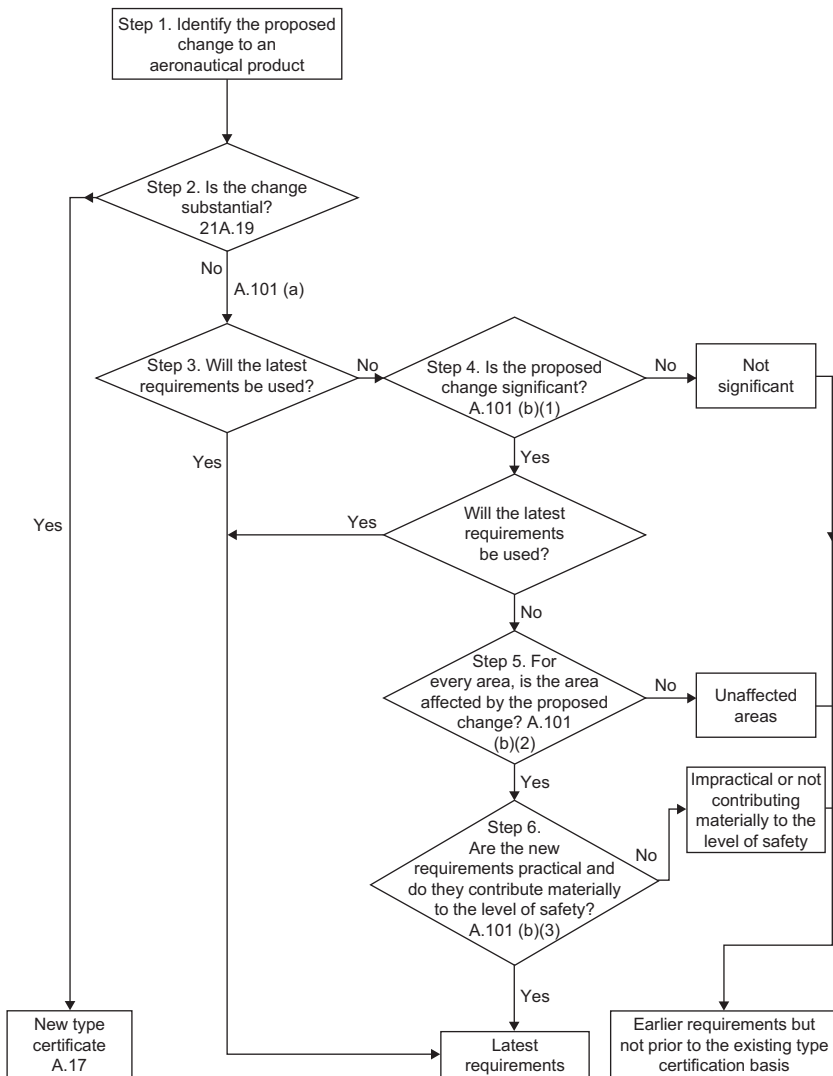 Step 1. Identify the proposed
change to an
aeronautical product
Step 2. Is the change
substantial?
21A.19
No
A.101 (a)
Step 3. Will the latest
requirements be used?
No
Step 4. Is the proposed
change significant?
A.101 (b)(1)
No
Not
significant
Yes
Yes
Yes
Yes
Will the latest
requirements
be used?
No
Step 5. For
every area, is the area
affected by the proposed
change? A.101
(b)(2)
No
Unaffected
areas
Yes
Step 6.
Are the new
requirements practical and
do they contribute materially
to the level of safety?
A.101 (b)(3)
No
Impractical or not
contributing
materially to the
level of safety
Yes
New type
certificate
A.17
Latest
requirements
Earlier requirements but
not prior to the existing type
certification basis